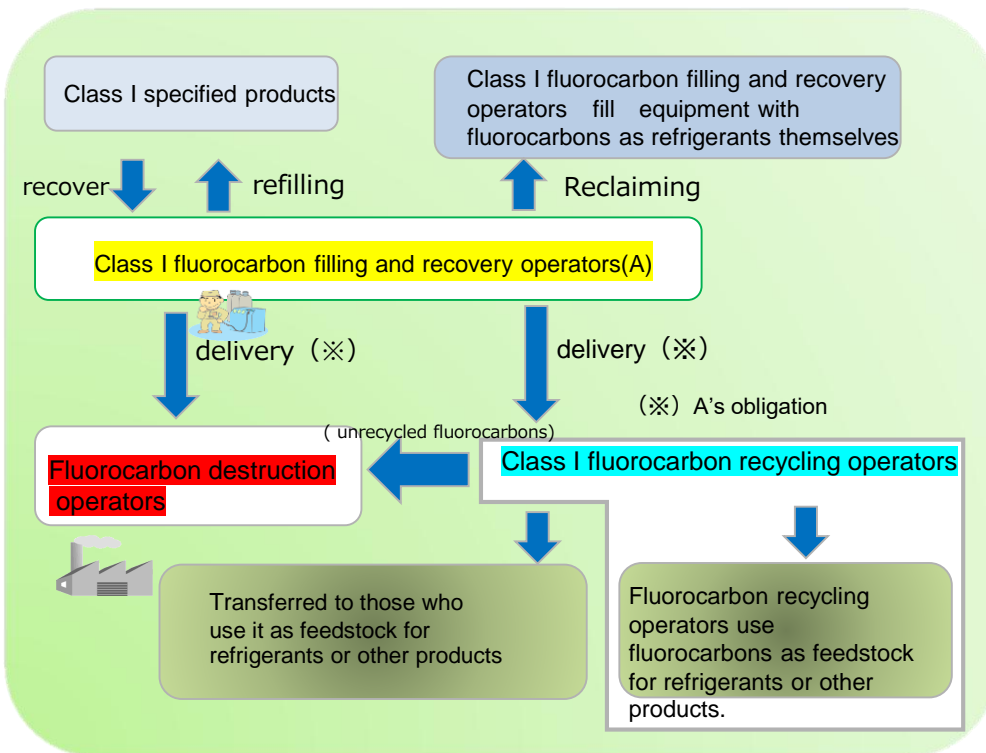 Class I specified products
Class I fluorocarbon filling and recovery
operators fill equipment with
fluorocarbons as refrigerants themselves
recover
refilling
Reclaiming
Class I fluorocarbon filling and recovery operators(A)
delivery（※）
delivery（※）
（※）A's obligation
( unrecycled fluorocarbons)
Fluorocarbon destruction
operators
Class I fluorocarbon recycling operators
Transferred to those who
use it as feedstock for
refrigerants or other products
Fluorocarbon recycling
operators use
fluorocarbons as feedstock
for refrigerants or other
products.